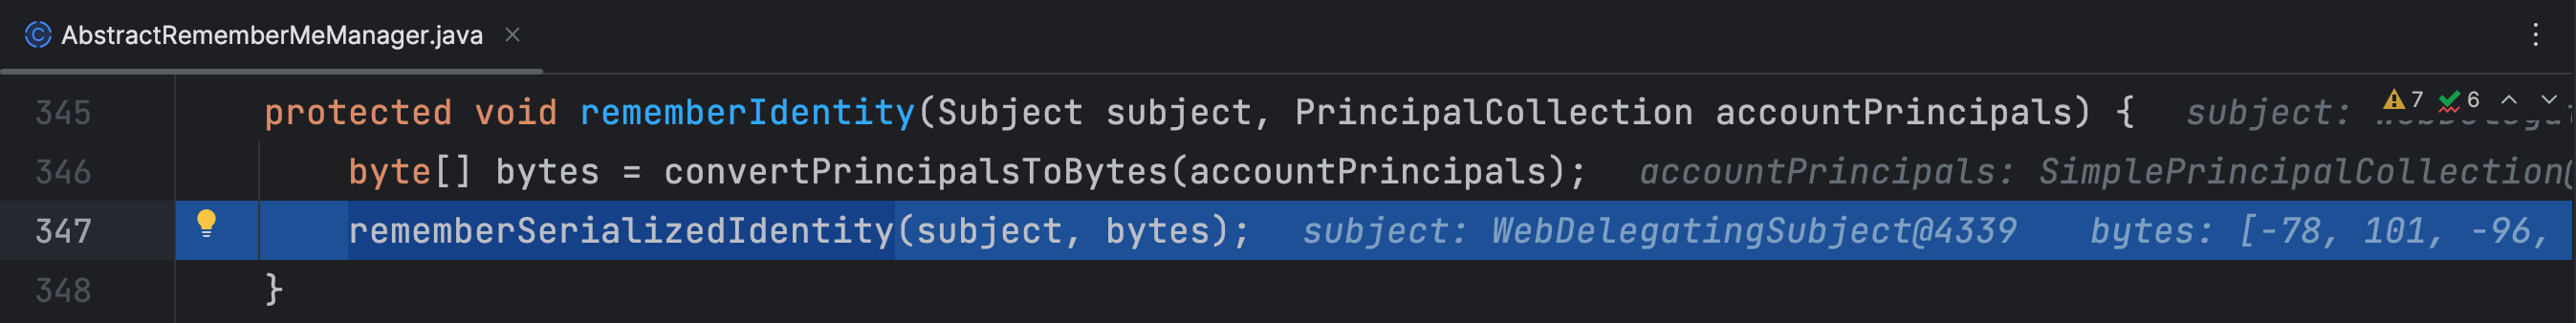 AbstractRememberMeManager.java
345 protected void rememberIdentity(Subject subject, PrincipalCollection accountPrincipals) { subject: 7 6
346 byte[] bytes = convertPrincipalsToBytes(accountPrincipals); accountPrincipals: SimplePrincipalCollection@
347 rememberSerializedIdentity(subject, bytes); subject: WebDelegatingSubject@4339 bytes: [-78, 101, -96,
348 }